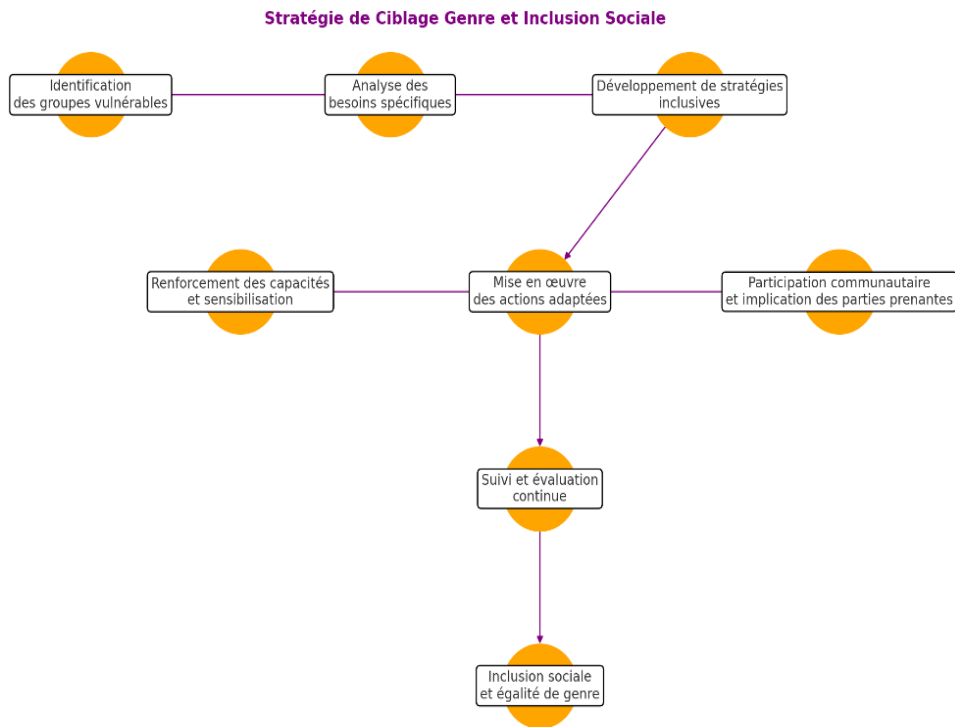 Stratégie de Ciblage Genre et Inclusion Sociale
Identification
des groupes vulnérables
Analyse des
besoins spécifiques
Développement de stratégies
inclusives
Renforcement des capacités
et sensibilisation
Mise en œuvre
des actions adaptées
Participation communautaire
et implication des parties prenantes
Suivi et évaluation
continue
Inclusion sociale
et égalité de genre